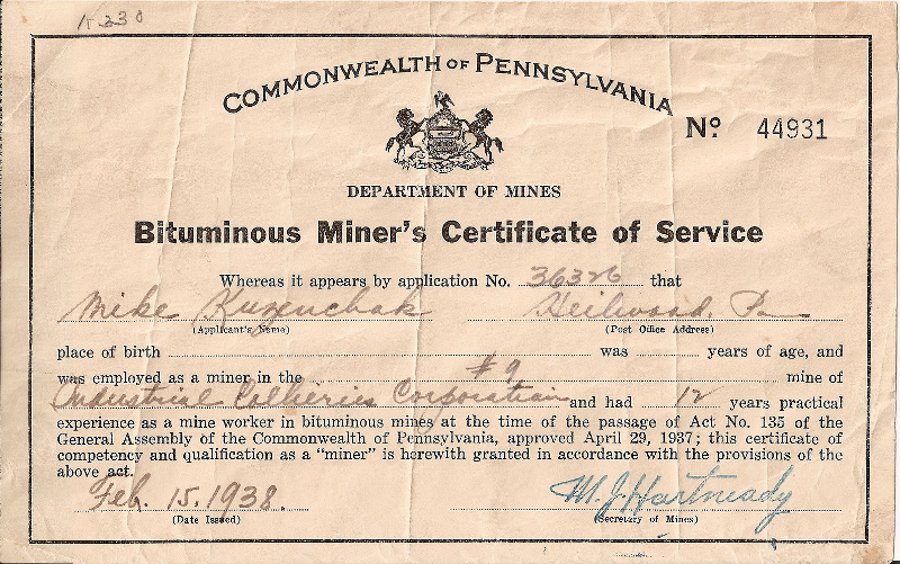 K 330
COMMONWEALTH OF PENNSYLVANIA
Nº 44931
DEPARTMENT OF MINES
Bituminous Miner's Certificate of Service
Whereas it appears by application No. 36326 that
Mike Kuzenchak Heilwood, Pa
(Applicant's Name) (Post Office Address)
place of birth was years of age, and
was employed as a miner in the #9 mine of
Industrial Collieries Corporation and had 12 years practical
experience as a mine worker in bituminous mines at the time of the passage of Act No. 135 of the
General Assembly of the Commonwealth of Pennsylvania, approved April 29, 1937; this certificate of
competency and qualification as a "miner" is herewith granted in accordance with the provisions of the
above act.
Feb. 15, 1938. M. J. Hartneady
(Date Issued) (Secretary of Mines)